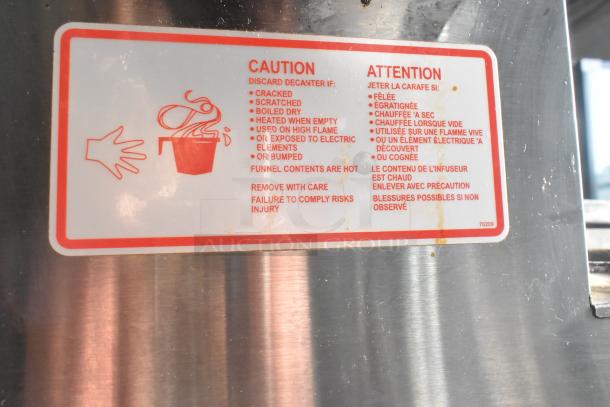 CAUTION
DISCARD DECANTER IF:
• CRACKED
• SCRATCHED
• BOILED DRY
• HEATED WHEN EMPTY
• USED ON HIGH FLAME
• OR EXPOSED TO ELECTRIC
ELEMENTS
• OR BUMPED
FUNNEL CONTENTS ARE HOT
REMOVE WITH CARE
FAILURE TO COMPLY RISKS
INJURY
ATTENTION
JETER LA CARAFE SI:
• FÊLÉE
• ÉGRATIGNÉE
• CHAUFFÉE 'A SEC
• CHAUFFÉE LORSQUE VIDE
• UTILISÉE SUR UNE FLAMME VIVE
• OU UN ÉLÉMENT ÉLECTRIQUE 'A
DÉCOUVERT
• OU COGNÉE
LE CONTENU DE L'INFUSEUR
EST CHAUD
ENLEVER AVEC PRÉCAUTION
BLESSURES POSSIBLES SI NON
OBSERVÉ
AUCTION GROUP